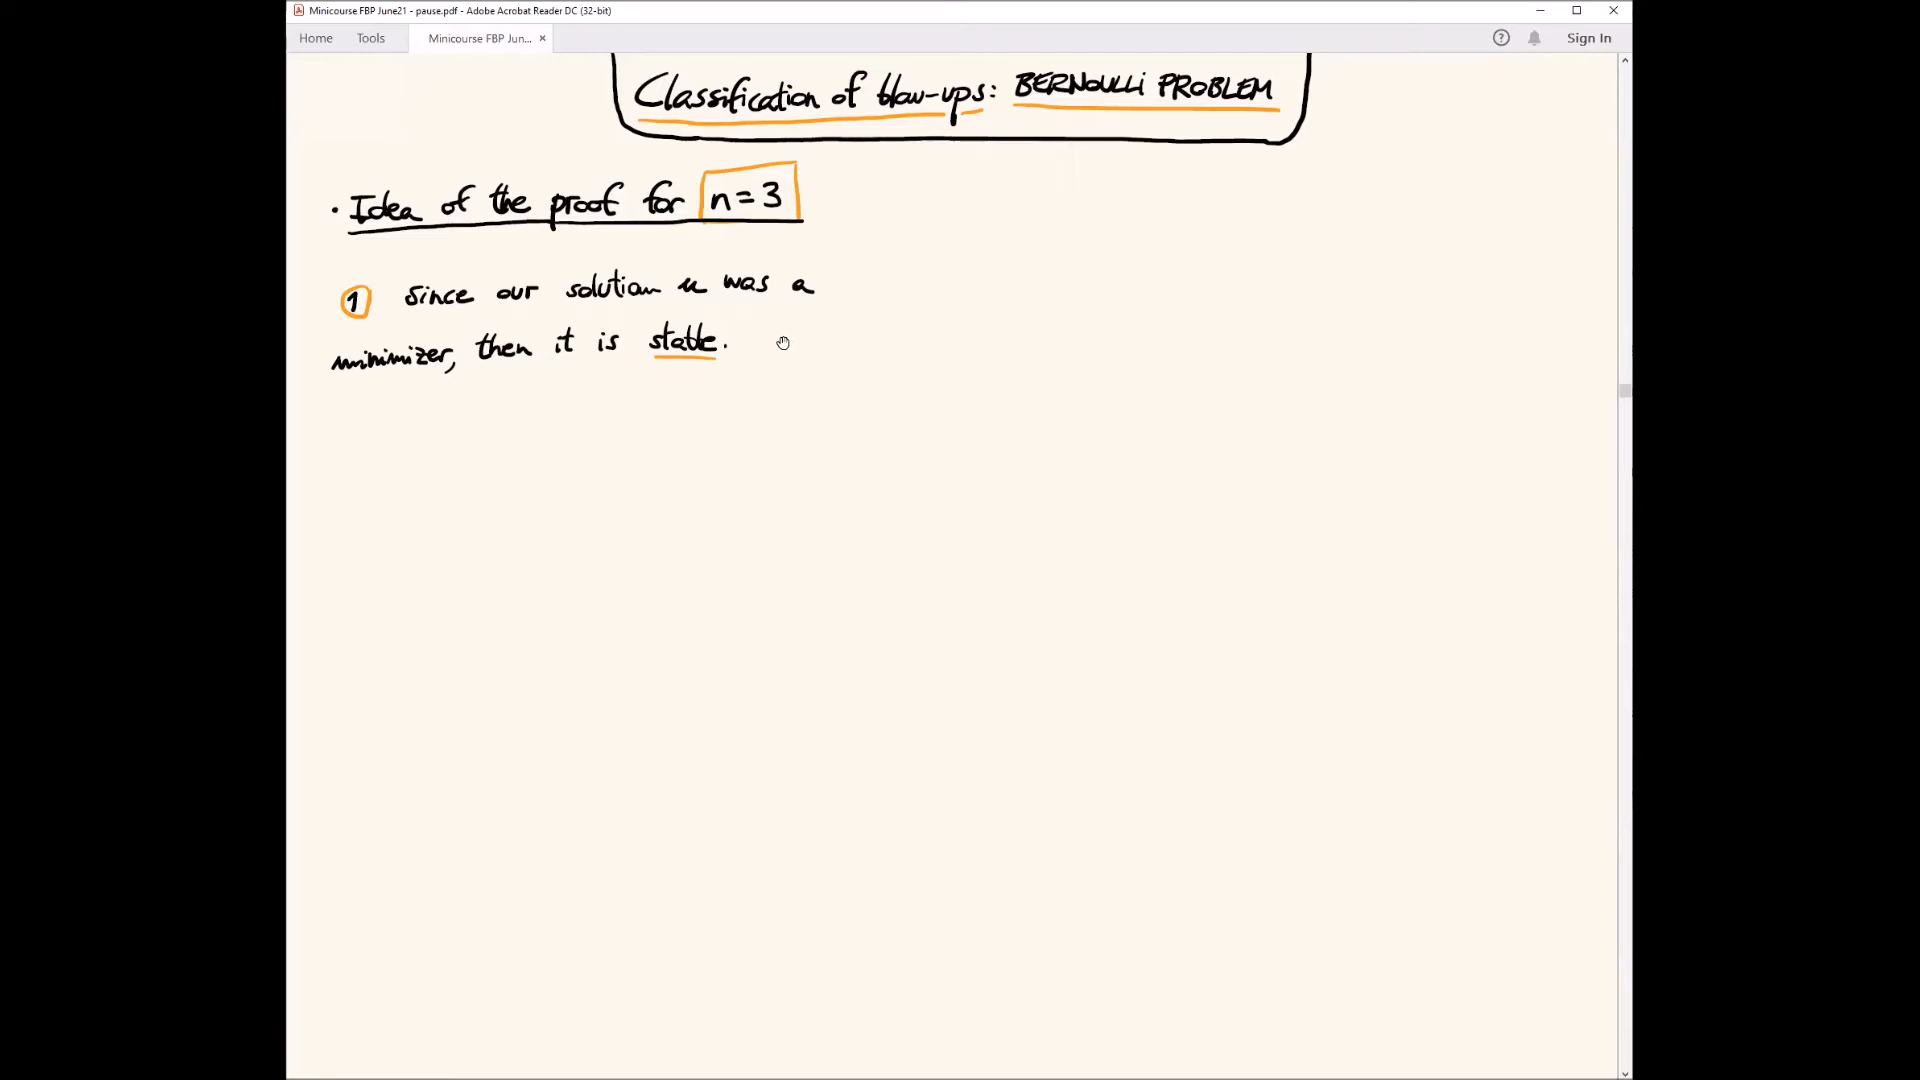 Minicourse FBP June21 - pause.pdf - Adobe Acrobat Reader DC (32-bit)
Home Tools Minicourse FBP Jun... × Sign In
Classification of blow-ups: BERNOULLI PROBLEM
· Idea of the proof for n=3
1 Since our solution u was a
minimizer, then it is stable.